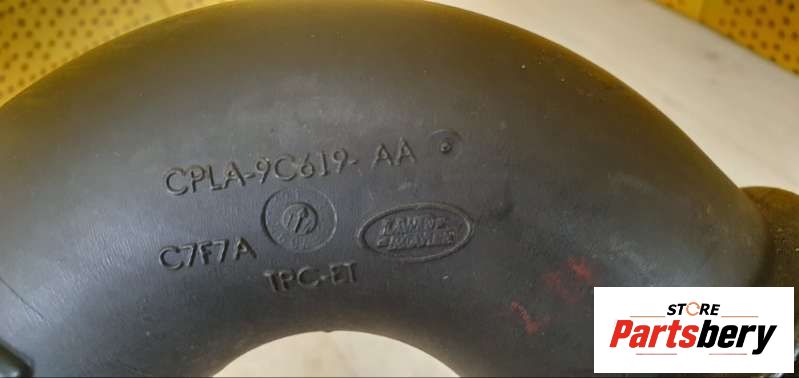 CPLA-9C619-AA
C7F7A
LAND-
ROVER
TPC-ET
STORE
Partsbery